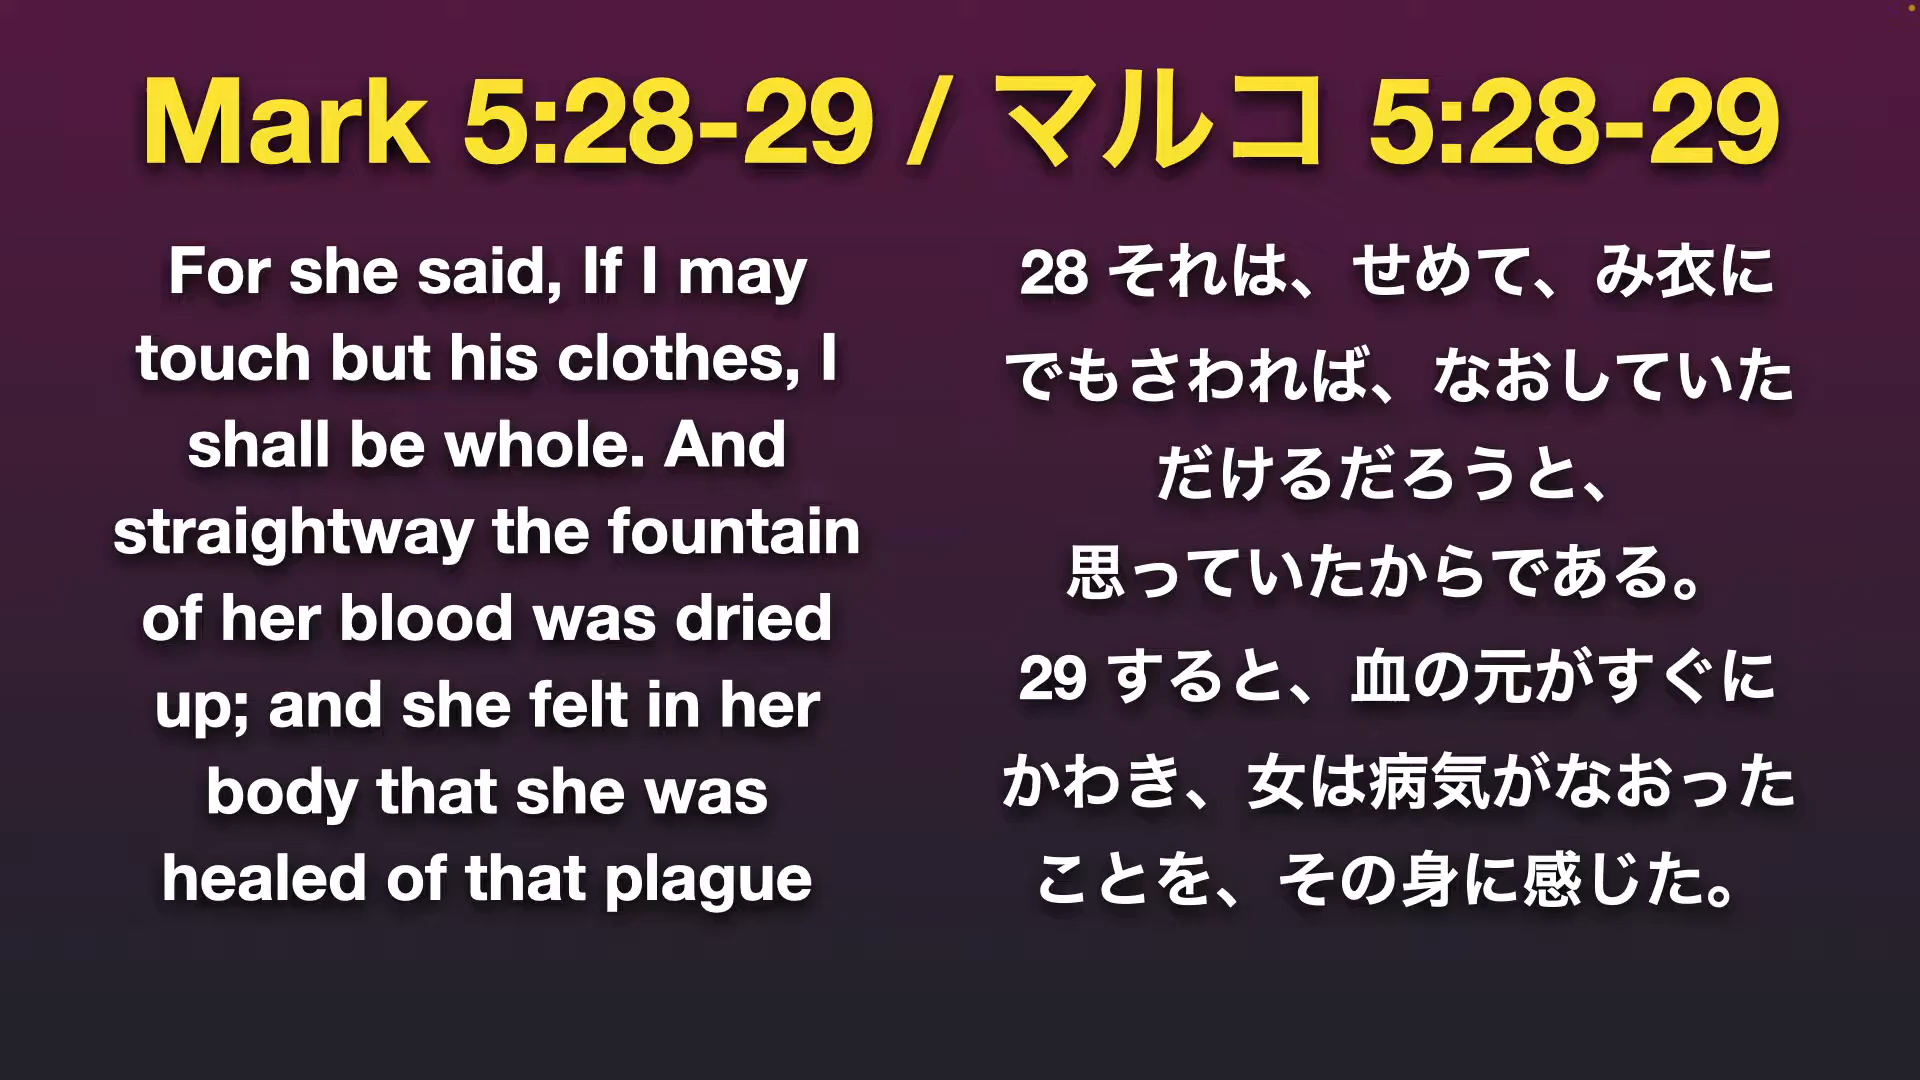 Mark 5:28-29 / マルコ 5:28-29
For she said, If I may
touch but his clothes, I
shall be whole. And
straightway the fountain
of her blood was dried
up; and she felt in her
body that she was
healed of that plague
28 それは、せめて、み衣に
でもさわれば、なおしていた
だけるだろうと、
思っていたからである。
29 すると、血の元がすぐに
かわき、女は病気がなおった
ことを、その身に感じた。